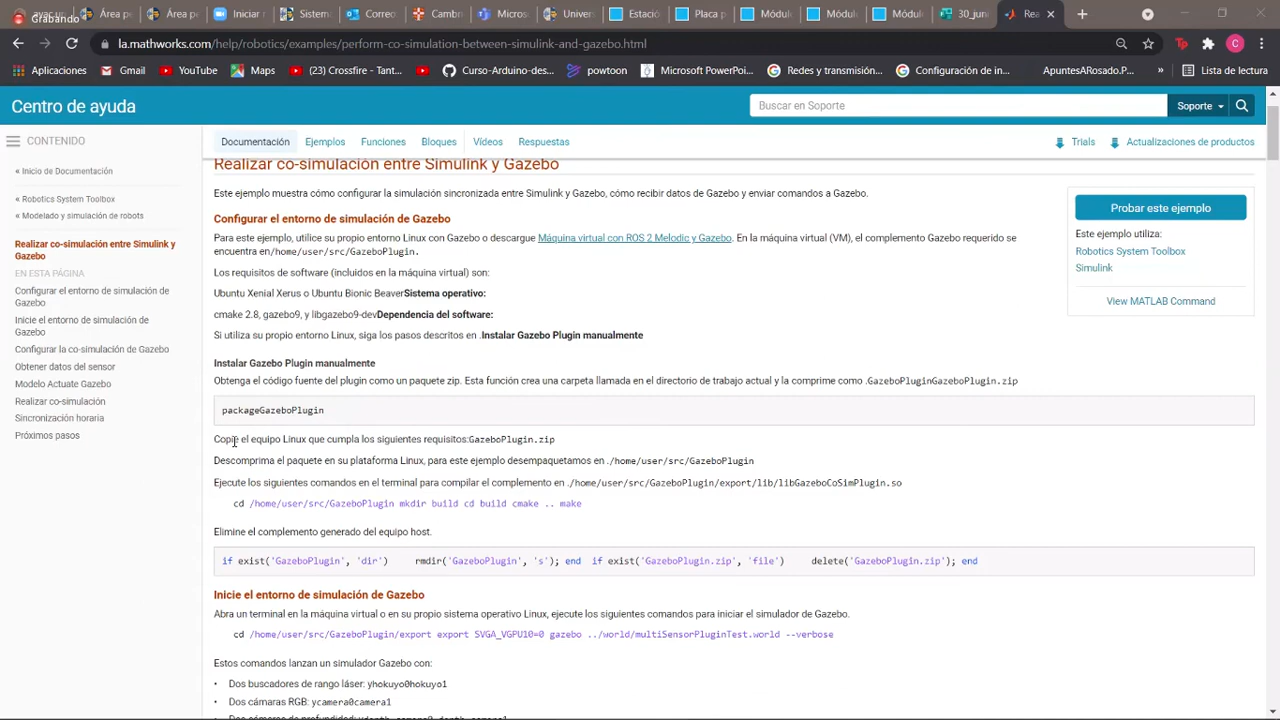 Grabando
Área po
Área pe
Iniciar
Sistem
Correo
Camb
Micros
Univers
Estació
Placa p
Módul
Módul
Módul
30_juni
Rea
la.mathworks.com/help/robotics/examples/perform-co-simulation-between-simulink-and-gazebo.html
Aplicaciones Gmail YouTube Maps (23) Crossfire - Tant... Curso-Arduino-des... powtoon Microsoft PowerPoi... Redes y transmisión... Configuración de in... ApuntesARosado.P... » Lista de lectura
Centro de ayuda
Buscar en Soporte
Soporte
CONTENIDO
Documentación Ejemplos Funciones Bloques Vídeos Respuestas Trials Actualizaciones de productos
« Inicio de Documentación
« Robotics System Toolbox
« Modelado y simulación de robots
Realizar co-simulación entre Simulink y
Gazebo
EN ESTA PÁGINA
Configurar el entorno de simulación de
Gazebo
Inicie el entorno de simulación de
Gazebo
Configurar la co-simulación de Gazebo
Obtener datos del sensor
Modelo Actuate Gazebo
Realizar co-simulación
Sincronización horaria
Próximos pasos
Realizar co-simulación entre Simulink y Gazebo
Este ejemplo muestra cómo configurar la simulación sincronizada entre Simulink y Gazebo, cómo recibir datos de Gazebo y enviar comandos a Gazebo.
Configurar el entorno de simulación de Gazebo
Para este ejemplo, utilice su propio entorno Linux con Gazebo o descargue Máquina virtual con ROS 2 Melodic y Gazebo. En la máquina virtual (VM), el complemento Gazebo requerido se
encuentra en/home/user/src/GazeboPlugin.
Los requisitos de software (incluidos en la máquina virtual) son:
Ubuntu Xenial Xerus o Ubuntu Bionic BeaverSistema operativo:
cmake 2.8, gazebo9, y libgazebo9-devDependencia del software:
Si utiliza su propio entorno Linux, siga los pasos descritos en .Instalar Gazebo Plugin manualmente
Instalar Gazebo Plugin manualmente
Obtenga el código fuente del plugin como un paquete zip. Esta función crea una carpeta llamada en el directorio de trabajo actual y la comprime como .GazeboPluginGazeboPlugin.zip
packageGazeboPlugin
Copie el equipo Linux que cumpla los siguientes requisitos:GazeboPlugin.zip
Descomprima el paquete en su plataforma Linux, para este ejemplo desempaquetamos en ./home/user/src/GazeboPlugin
Ejecute los siguientes comandos en el terminal para compilar el complemento en ./home/user/src/GazeboPlugin/export/lib/libGazeboCoSimPlugin.so
cd /home/user/src/GazeboPlugin mkdir build cd build cmake .. make
Elimine el complemento generado del equipo host.
if exist('GazeboPlugin', 'dir') rmdir('GazeboPlugin', 's'); end if exist('GazeboPlugin.zip', 'file') delete('GazeboPlugin.zip'); end
Inicie el entorno de simulación de Gazebo
Abra un terminal en la máquina virtual o en su propio sistema operativo Linux, ejecute los siguientes comandos para iniciar el simulador de Gazebo.
cd /home/user/src/GazeboPlugin/export export SVGA_VGPU10=0 gazebo ../world/multiSensorPluginTest.world --verbose
Estos comandos lanzan un simulador Gazebo con:
• Dos buscadores de rango láser: yhokuyo0hokuyo1
• Dos cámaras RGB: ycamera0camera1
Probar este ejemplo
Este ejemplo utiliza:
Robotics System Toolbox
Simulink
View MATLAB Command